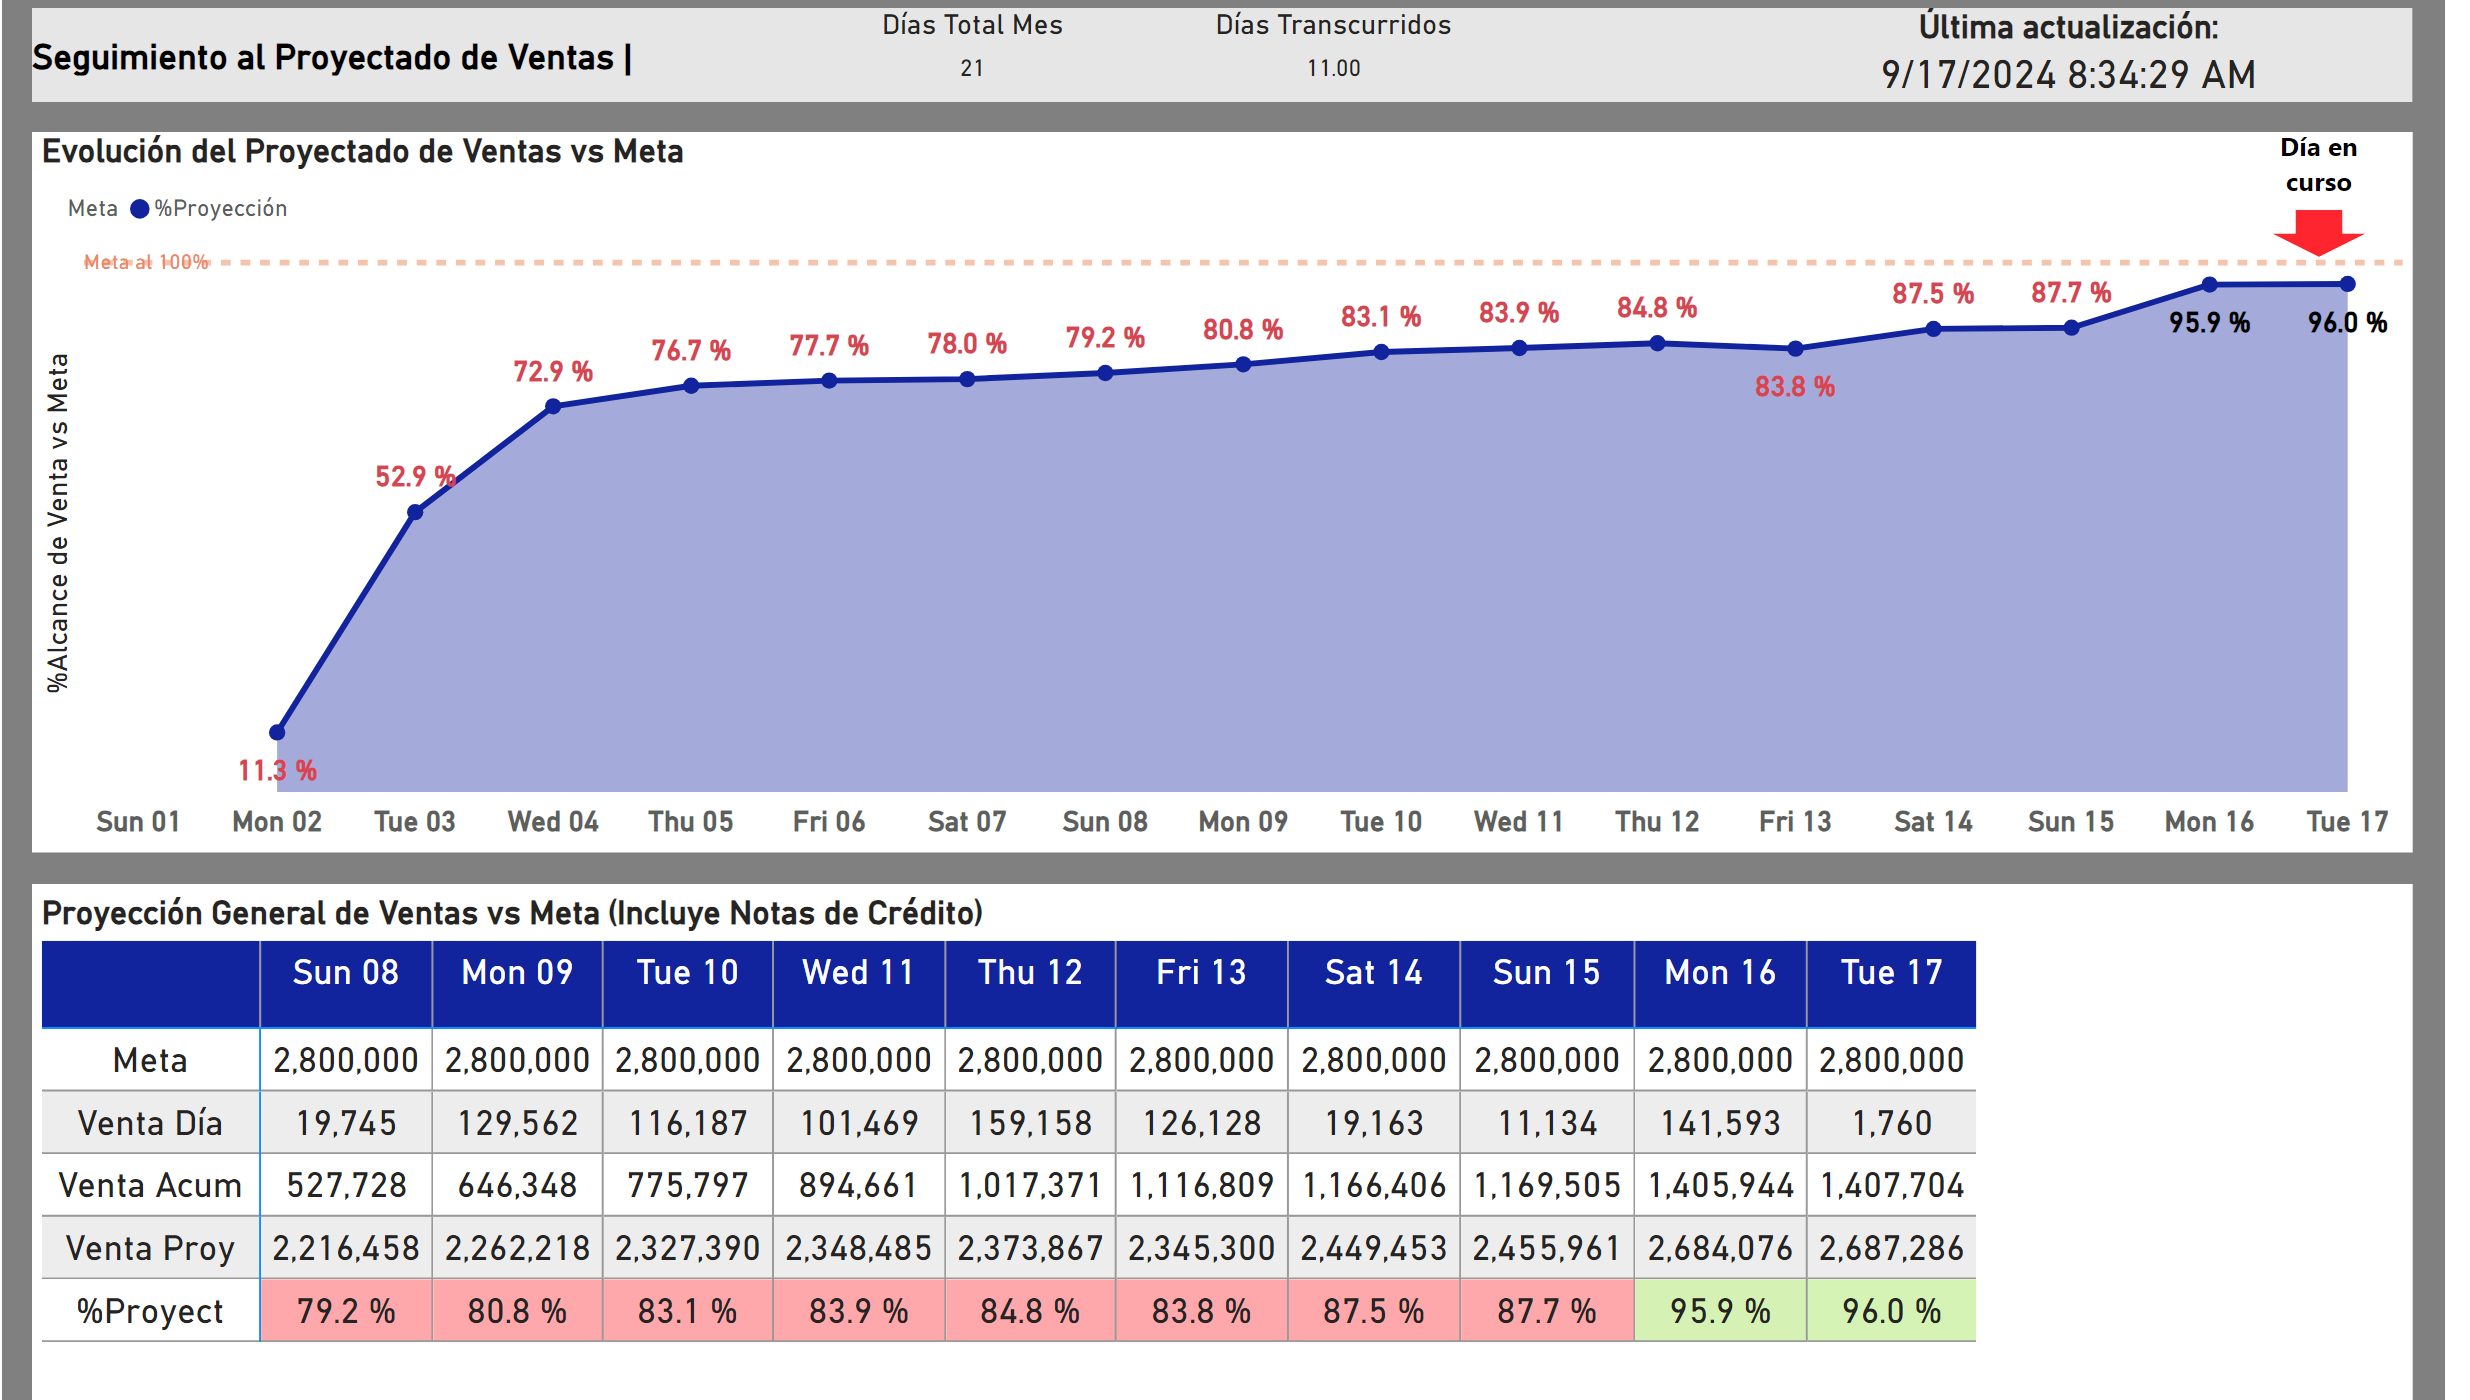 Seguimiento al Proyectado de Ventas |
Días Total Mes
21
Días Transcurridos
11.00
Última actualización:
9/17/2024 8:34:29 AM
Evolución del Proyectado de Ventas vs Meta
Día en
curso
Meta %Proyección
Meta al 100%
%Alcance de Venta vs Meta
11.3 %
52.9 %
72.9 %
76.7 %
77.7 %
78.0 %
79.2 %
80.8 %
83.1 %
83.9 %
84.8 %
83.8 %
87.5 %
87.7 %
95.9 %
96.0 %
Sun 01 Mon 02 Tue 03 Wed 04 Thu 05 Fri 06 Sat 07 Sun 08 Mon 09 Tue 10 Wed 11 Thu 12 Fri 13 Sat 14 Sun 15 Mon 16 Tue 17
Proyección General de Ventas vs Meta (Incluye Notas de Crédito)
Sun 08 Mon 09 Tue 10 Wed 11 Thu 12 Fri 13 Sat 14 Sun 15 Mon 16 Tue 17
Meta 2,800,000 2,800,000 2,800,000 2,800,000 2,800,000 2,800,000 2,800,000 2,800,000 2,800,000 2,800,000
Venta Día 19,745 129,562 116,187 101,469 159,158 126,128 19,163 11,134 141,593 1,760
Venta Acum 527,728 646,348 775,797 894,661 1,017,371 1,116,809 1,166,406 1,169,505 1,405,944 1,407,704
Venta Proy 2,216,458 2,262,218 2,327,390 2,348,485 2,373,867 2,345,300 2,449,453 2,455,961 2,684,076 2,687,286
%Proyect 79.2 % 80.8 % 83.1 % 83.9 % 84.8 % 83.8 % 87.5 % 87.7 % 95.9 % 96.0 %